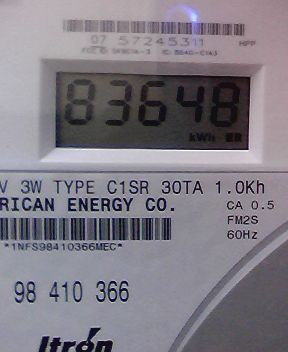 07 57245311 HPP
83648
kWh
V 3W TYPE C1SR 30TA 1.0Kh
RICAN ENERGY CO. CA 0.5
FM2S
*1NFS98410366MEC* 60Hz
98 410 366
Itron